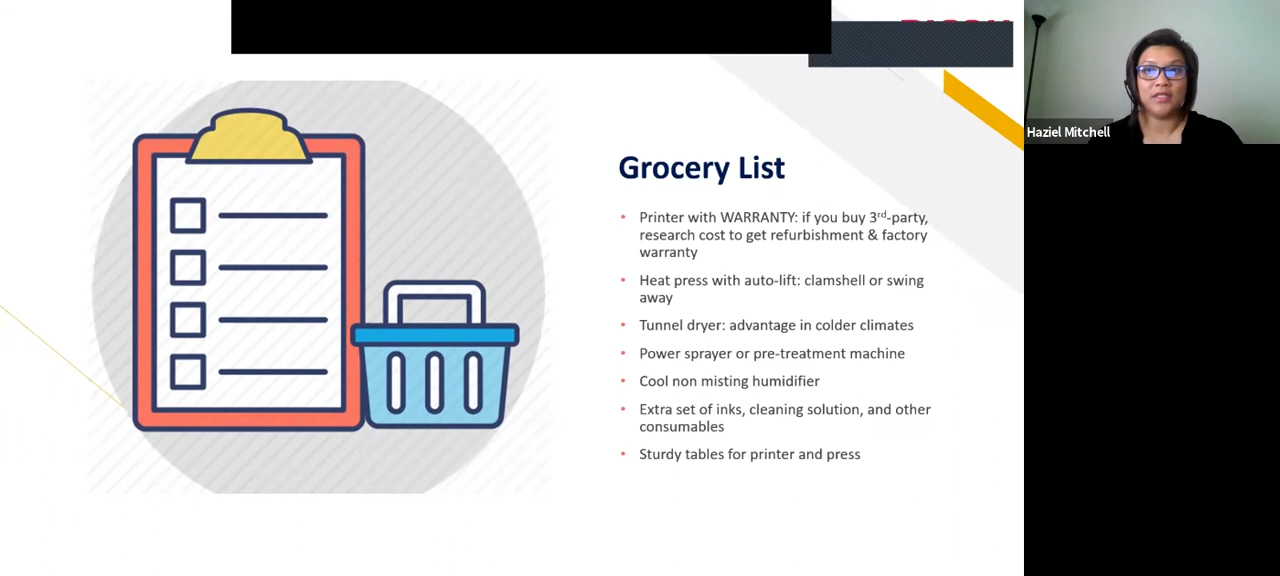 Haziel Mitchell
Grocery List
• Printer with WARRANTY: if you buy 3rd-party,
research cost to get refurbishment & factory
warranty
• Heat press with auto-lift: clamshell or swing
away
• Tunnel dryer: advantage in colder climates
• Power sprayer or pre-treatment machine
• Cool non misting humidifier
• Extra set of inks, cleaning solution, and other
consumables
• Sturdy tables for printer and press